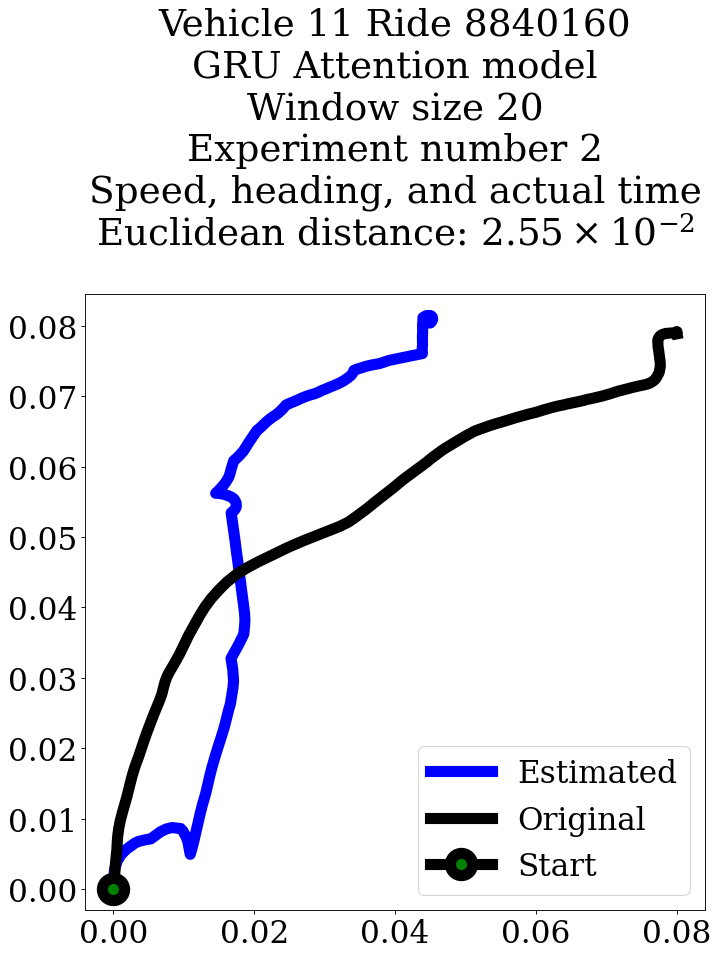 Vehicle 11 Ride 8840160
GRU Attention model
Window size 20
Experiment number 2
Speed, heading, and actual time
Euclidean distance: 2.55 × 10⁻²
0.08
0.07
0.06
0.05
0.04
0.03
0.02
0.01
0.00
Estimated
Original
Start
0.00 0.02 0.04 0.06 0.08